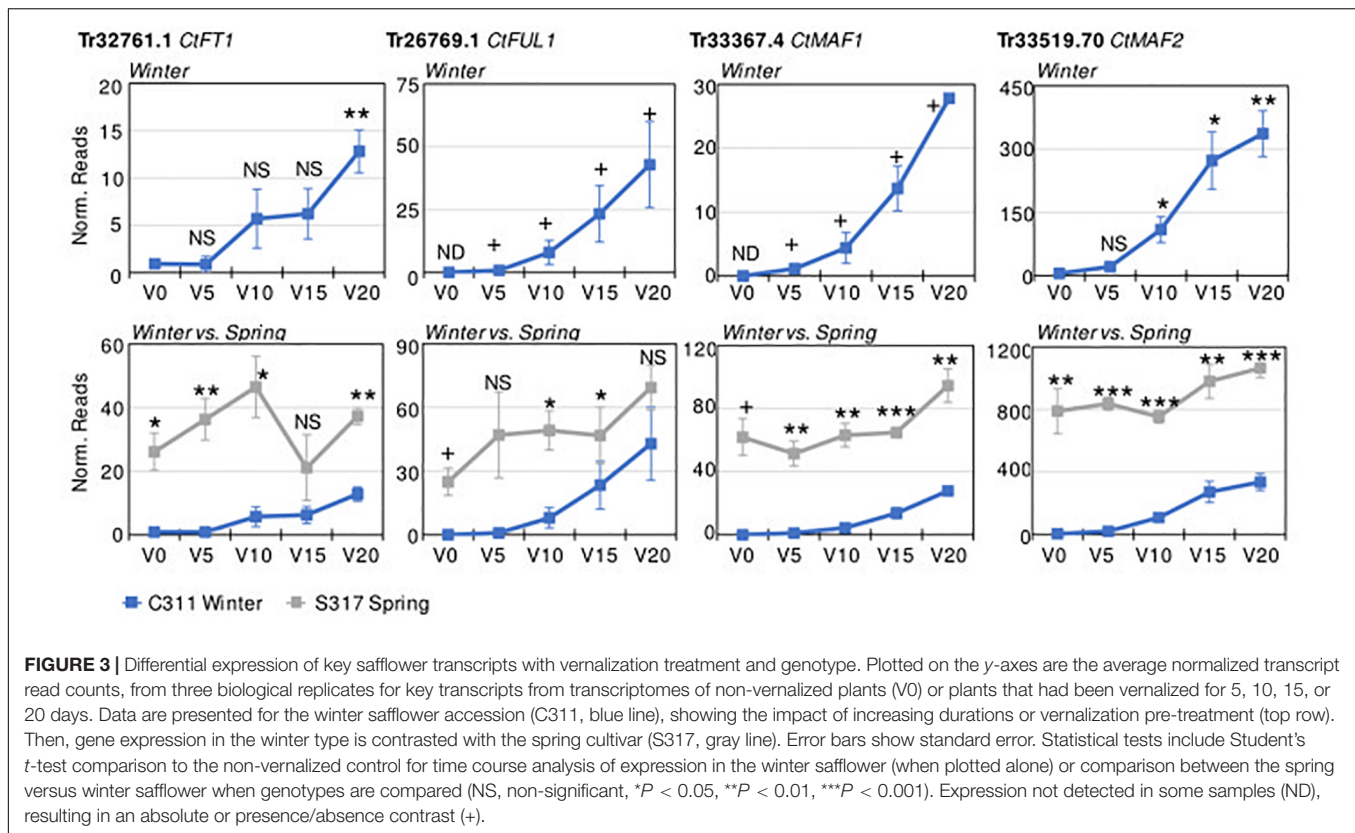 Tr32761.1 CtFT1
Tr26769.1 CtFUL1
Tr33367.4 CtMAF1
Tr33519.70 CtMAF2
Winter
Norm. Reads
20
15
10
5
0
NS
NS
NS
**
V0 V5 V10 V15 V20
Winter
75
50
25
0
ND
+
+
+
+
V0 V5 V10 V15 V20
Winter
30
20
10
0
ND
+
+
+
+
V0 V5 V10 V15 V20
Winter
450
300
150
0
NS
*
*
**
V0 V5 V10 V15 V20
Winter vs. Spring
Norm. Reads
60
40
20
0
*
**
*
NS
**
V0 V5 V10 V15 V20
Winter vs. Spring
90
60
30
0
+
NS
*
*
NS
V0 V5 V10 V15 V20
Winter vs. Spring
120
80
40
0
+
**
**
***
**
V0 V5 V10 V15 V20
Winter vs. Spring
1200
800
400
0
**
***
***
**
***
V0 V5 V10 V15 V20
C311 Winter S317 Spring
FIGURE 3 | Differential expression of key safflower transcripts with vernalization treatment and genotype. Plotted on the y-axes are the average normalized transcript
read counts, from three biological replicates for key transcripts from transcriptomes of non-vernalized plants (V0) or plants that had been vernalized for 5, 10, 15, or
20 days. Data are presented for the winter safflower accession (C311, blue line), showing the impact of increasing durations or vernalization pre-treatment (top row).
Then, gene expression in the winter type is contrasted with the spring cultivar (S317, gray line). Error bars show standard error. Statistical tests include Student's
t-test comparison to the non-vernalized control for time course analysis of expression in the winter safflower (when plotted alone) or comparison between the spring
versus winter safflower when genotypes are compared (NS, non-significant, *P < 0.05, **P < 0.01, ***P < 0.001). Expression not detected in some samples (ND),
resulting in an absolute or presence/absence contrast (+).